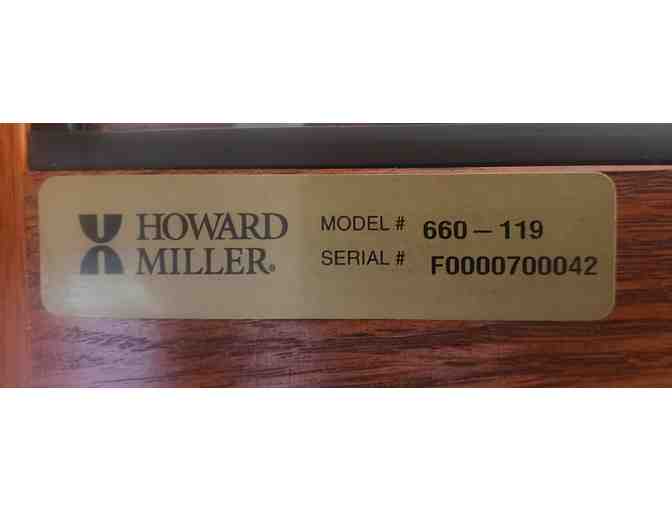 HOWARD
MILLER®
MODEL # 660-119
SERIAL # F0000700042